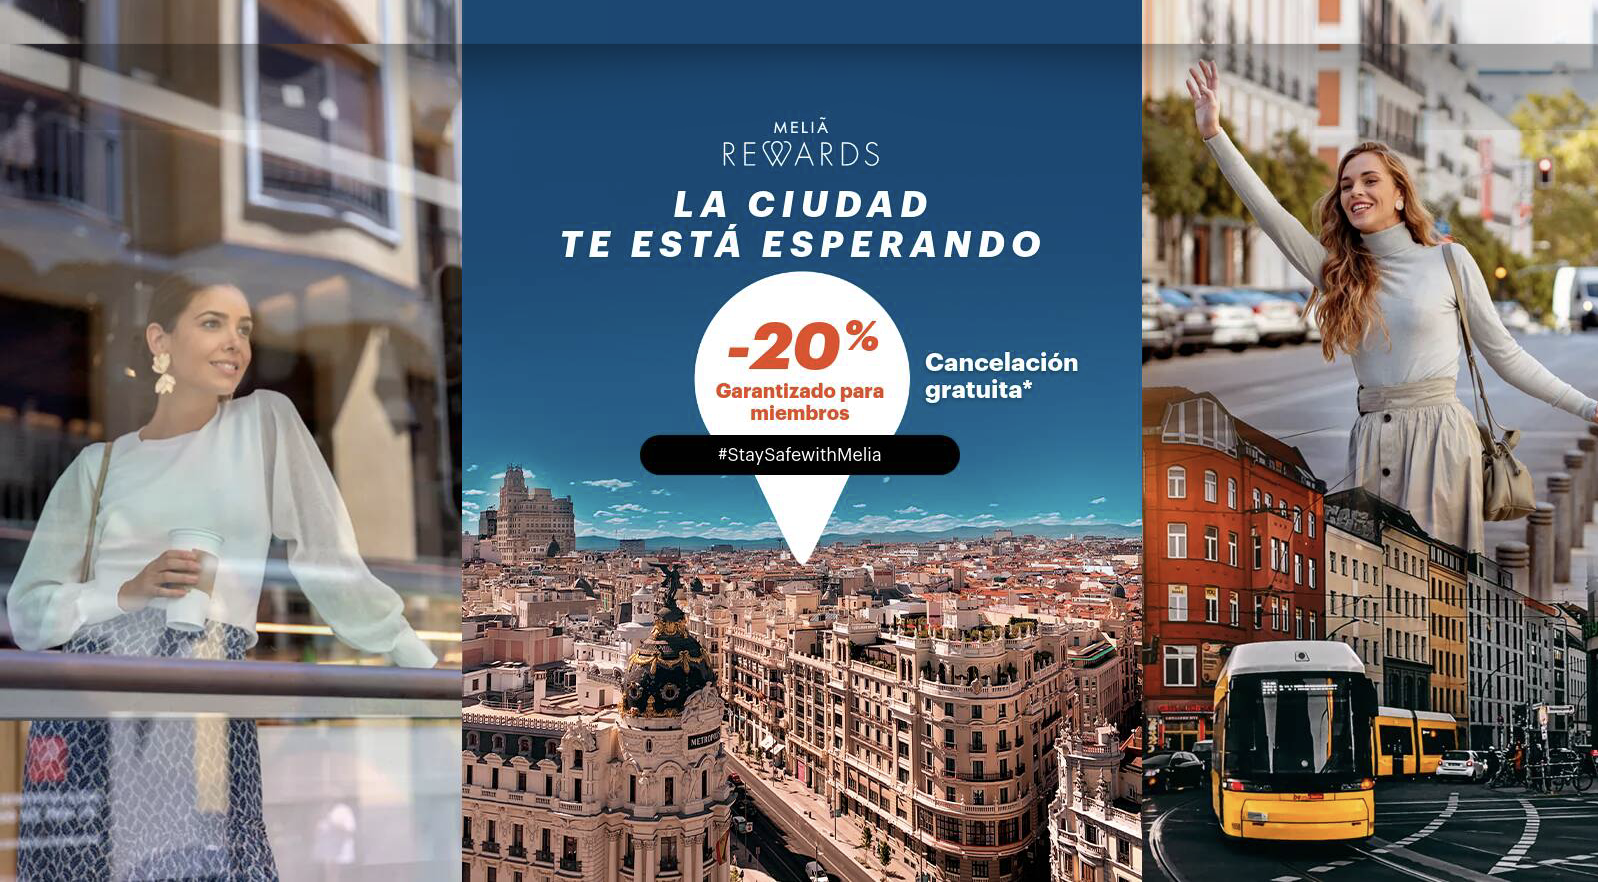 MELIÃ
REWARDS
LA CIUDAD
TE ESTÁ ESPERANDO
-20%
Garantizado para
miembros
Cancelación
gratuita*
#StaySafewithMelia
METROPOLIS